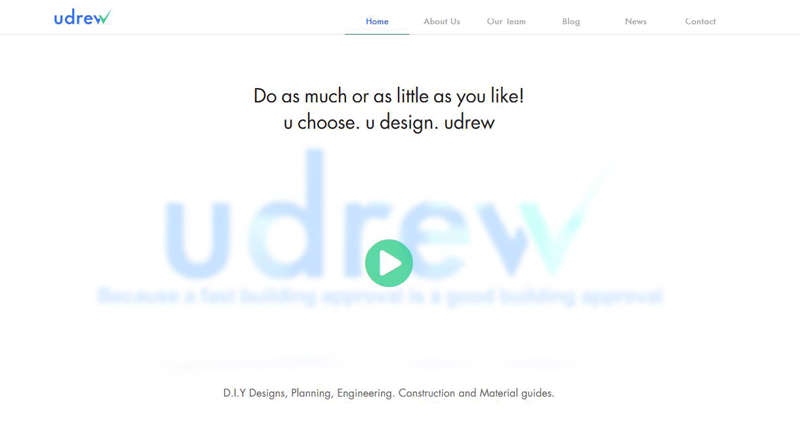 udrew
Home About Us Our Team Blog News Contact
Do as much or as little as you like!
u choose. u design. udrew
udrew
Because a fast building approval is a good building approval
D.I.Y Designs, Planning, Engineering. Construction and Material guides.